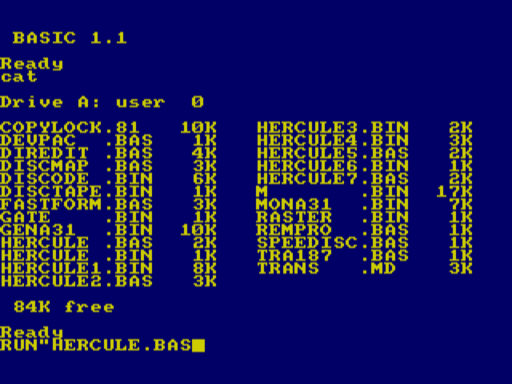 BASIC 1.1
Ready
cat
Drive A: user  0
COPYLOCK.81   10K    HERCULE3.BIN   2K
DEVPAC  .BAS   1K    HERCULE4.BIN   3K
DIREDIT .BAS   4K    HERCULE5.BAS   2K
DISCMAP .BAS   3K    HERCULE6.BIN   1K
DISCODE .BIN   6K    HERCULE7.BAS   2K
DISCTAPE.BIN   1K    M       .BIN  17K
FASTFORM.BAS   3K    MONA31  .BIN   7K
GATE    .BIN   1K    RASTER  .BIN   1K
GENA31  .BIN  10K    REMPRO  .BAS   1K
HERCULE .BAS   2K    SPEEDISC.BAS   1K
HERCULE .BIN   1K    TRA187  .BAS   1K
HERCULE1.BIN   8K    TRANS   .MD    3K
HERCULE2.BAS   3K
84K free
Ready
RUN"HERCULE.BAS